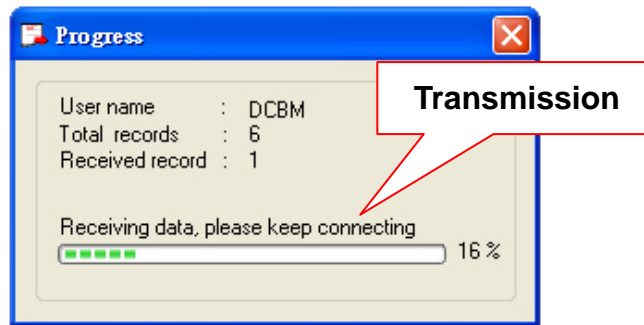 Progress
Transmission
User name : DCBM
Total records : 6
Received record : 1
Receiving data, please keep connecting
16 %